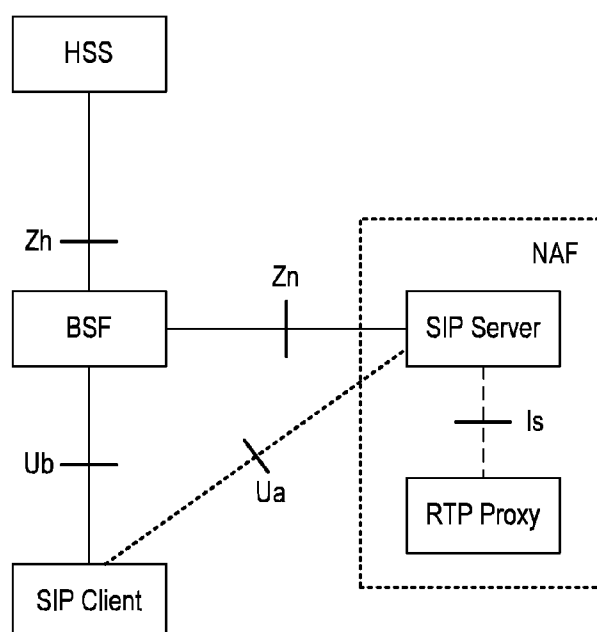 HSS
Zh
Zn
NAF
BSF
SIP Server
Is
Ub
Ua
RTP Proxy
SIP Client